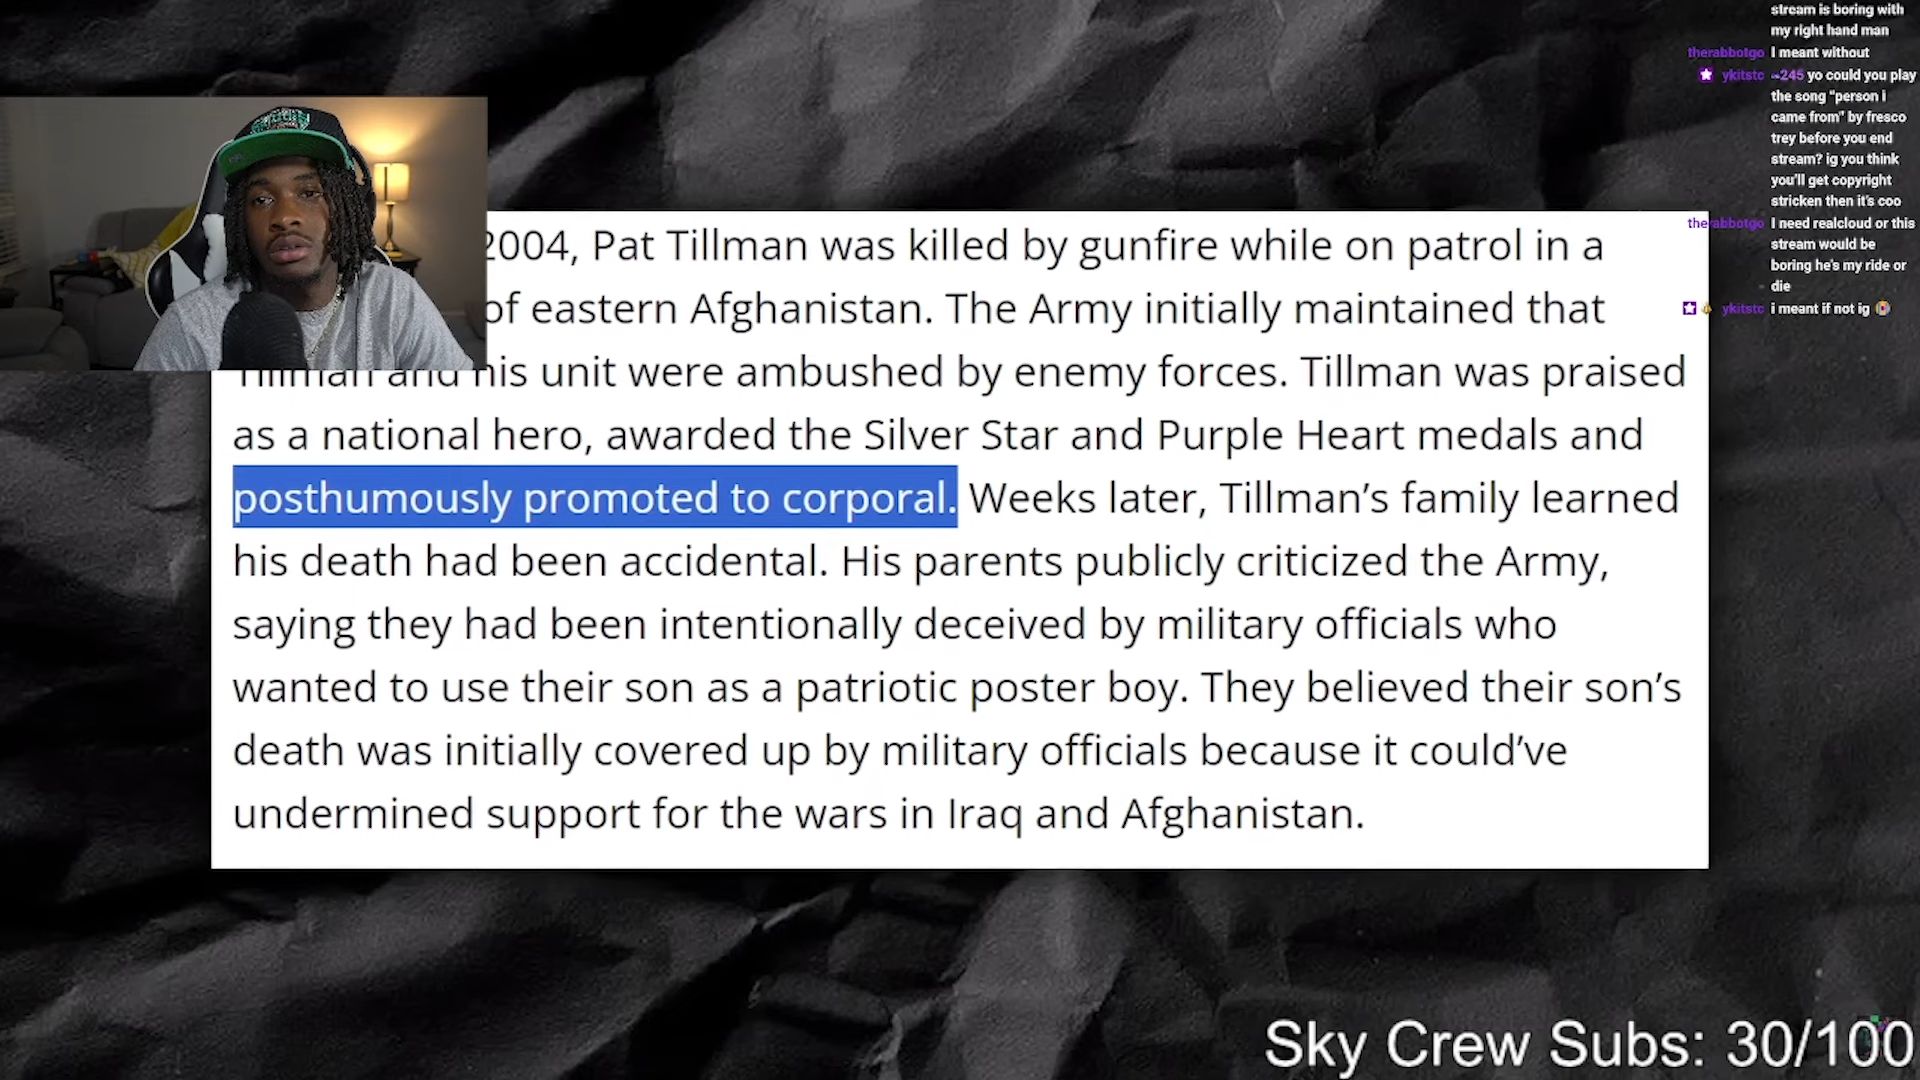 2004, Pat Tillman was killed by gunfire while on patrol in a
of eastern Afghanistan. The Army initially maintained that
Tillman and his unit were ambushed by enemy forces. Tillman was praised
as a national hero, awarded the Silver Star and Purple Heart medals and
posthumously promoted to corporal. Weeks later, Tillman’s family learned
his death had been accidental. His parents publicly criticized the Army,
saying they had been intentionally deceived by military officials who
wanted to use their son as a patriotic poster boy. They believed their son’s
death was initially covered up by military officials because it could’ve
undermined support for the wars in Iraq and Afghanistan.
stream is boring with
my right hand man
therabbotgo I meant without
ykitstc 245 yo could you play
the song "person i
came from" by fresco
trey before you end
stream? ig you think
you'll get copyright
stricken then it's coo
therabbotgo I need realcloud or this
stream would be
boring he's my ride or
die
ykitstc i meant if not ig
Sky Crew Subs: 30/100